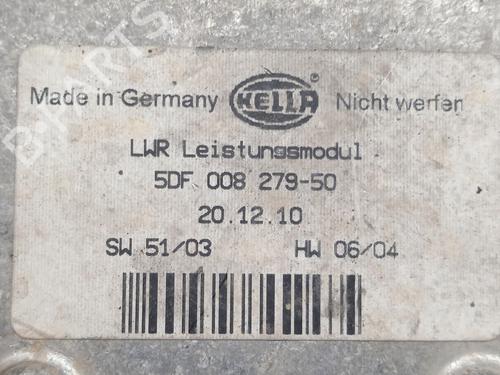 Made in Germany HELLA ® Nicht werfen
LWR Leistungsmodul
5DF 008 279-50
20.12.10
SW 51/03 HW 06/04
B-PARTS